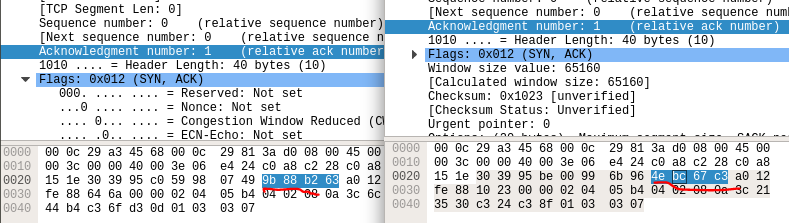 [TCP Segment Len: 0]
Sequence number: 0    (relative sequence number)
[Next sequence number: 0    (relative sequence n
Acknowledgment number: 1    (relative ack number
1010 .... = Header Length: 40 bytes (10)
Flags: 0x012 (SYN, ACK)
000. .... .... = Reserved: Not set
...0 .... .... = Nonce: Not set
.... 0... .... = Congestion Window Reduced (CW
.... .0.. .... = ECN-Echo: Not set
0000 00 0c 29 a3 45 68 00 0c 29 81 3a d0 08 00 45 00
0010 00 3c 00 00 40 00 3e 06 e4 24 c0 a8 c2 28 c0 a8
0020 15 1e 30 39 95 c0 59 98 07 49 9b 88 b2 63 a0 12
0030 fe 88 64 6a 00 00 02 04 05 b4 04 02 08 0a 3c 6c
0040 44 b4 c3 6f d3 0d 01 03 03 07
[Next sequence number: 0    (relative sequence num
Acknowledgment number: 1    (relative ack number)
1010 .... = Header Length: 40 bytes (10)
Flags: 0x012 (SYN, ACK)
Window size value: 65160
[Calculated window size: 65160]
Checksum: 0x1023 [unverified]
[Checksum Status: Unverified]
Urgent pointer: 0
0000 00 0c 29 a3 45 68 00 0c 29 81 3a d0 08 00 45 00
0010 00 3c 00 00 40 00 3e 06 e4 24 c0 a8 c2 28 c0 a8
0020 15 1e 30 39 95 be 00 99 6b 96 4e bc 67 c3 a0 12
0030 fe 88 10 23 00 00 02 04 05 b4 04 02 08 0a 3c 21
0040 35 30 c3 24 c3 8f 01 03 03 07